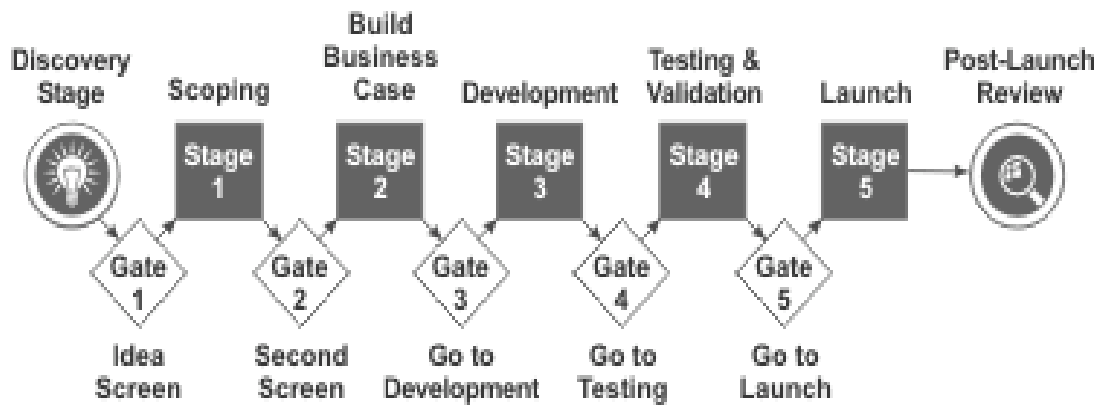 Discovery
Stage
Scoping
Build
Business
Case
Development
Testing &
Validation
Launch
Post-Launch
Review
Stage
1
Stage
2
Stage
3
Stage
4
Stage
5
Gate
1
Gate
2
Gate
3
Gate
4
Gate
5
Idea
Screen
Second
Screen
Go to
Development
Go to
Testing
Go to
Launch